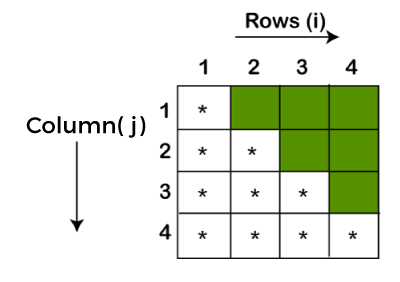 Rows (i)
1 2 3 4
1 *
Column( j)
2 * *
3 * * *
4 * * * *